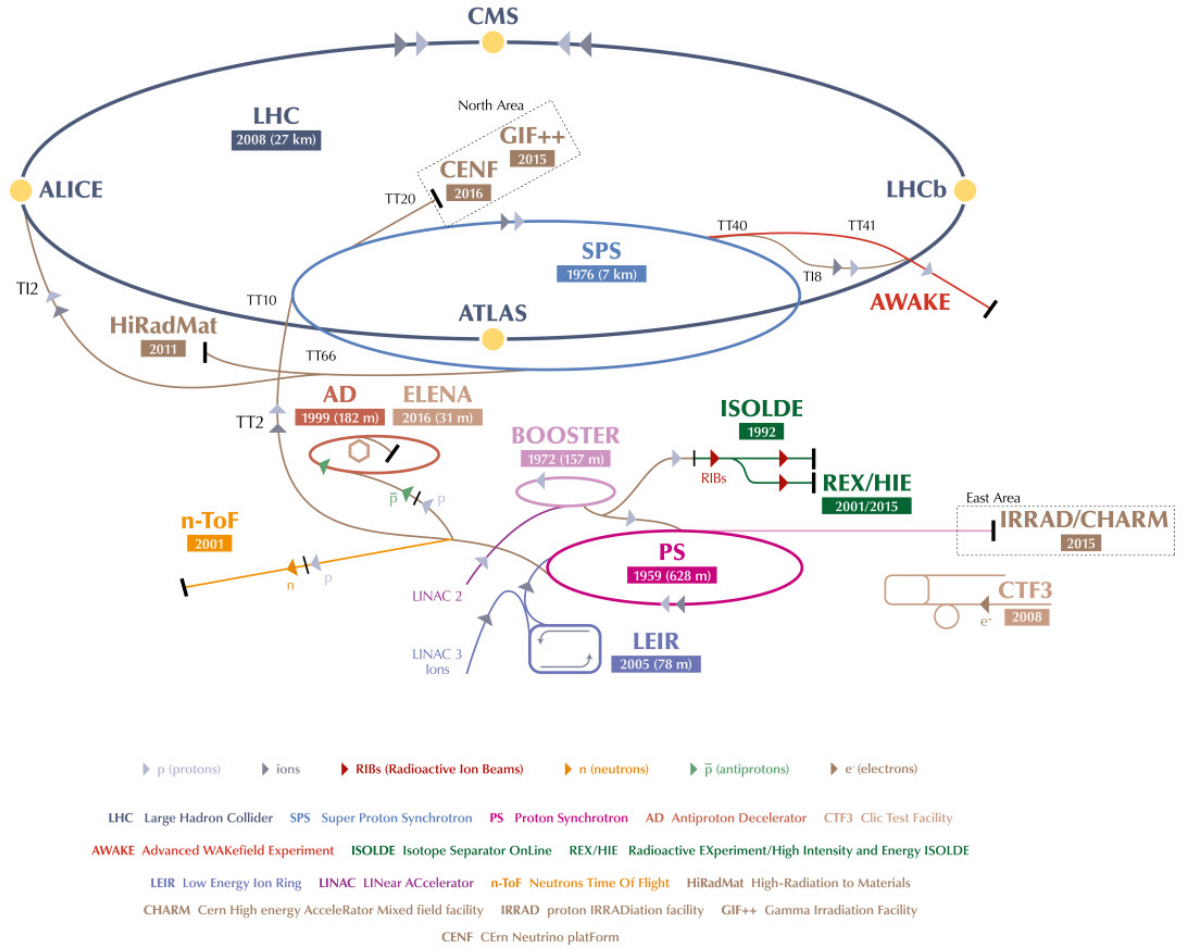 CMS
LHC
2008 (27 km)
North Area
GIF++
2015
CENF
2016
ALICE
LHCb
TT20
TT40
TT41
SPS
1976 (7 km)
TI8
TI2
TT10
AWAKE
ATLAS
HiRadMat
2011
TT66
AD
1999 (182 m)
ELENA
2016 (31 m)
TT2
ISOLDE
1992
BOOSTER
1972 (157 m)
RIBs
REX/HIE
2001/2015
p̅
p
East Area
n-ToF
2001
IRRAD/CHARM
2015
PS
1959 (628 m)
n
p
LINAC 2
CTF3
2008
e-
LINAC 3
Ions
LEIR
2005 (78 m)
p (protons) ions RIBs (Radioactive Ion Beams) n (neutrons) p̅ (antiprotons) e- (electrons)
LHC Large Hadron Collider SPS Super Proton Synchrotron PS Proton Synchrotron AD Antiproton Decelerator CTF3 Clic Test Facility
AWAKE Advanced WAKefield Experiment ISOLDE Isotope Separator OnLine REX/HIE Radioactive EXperiment/High Intensity and Energy ISOLDE
LEIR Low Energy Ion Ring LINAC LINear ACcelerator n-ToF Neutrons Time Of Flight HiRadMat High-Radiation to Materials
CHARM Cern High energy AcceleRator Mixed field facility IRRAD proton IRRADiation facility GIF++ Gamma Irradiation Facility
CENF CErn Neutrino platForm